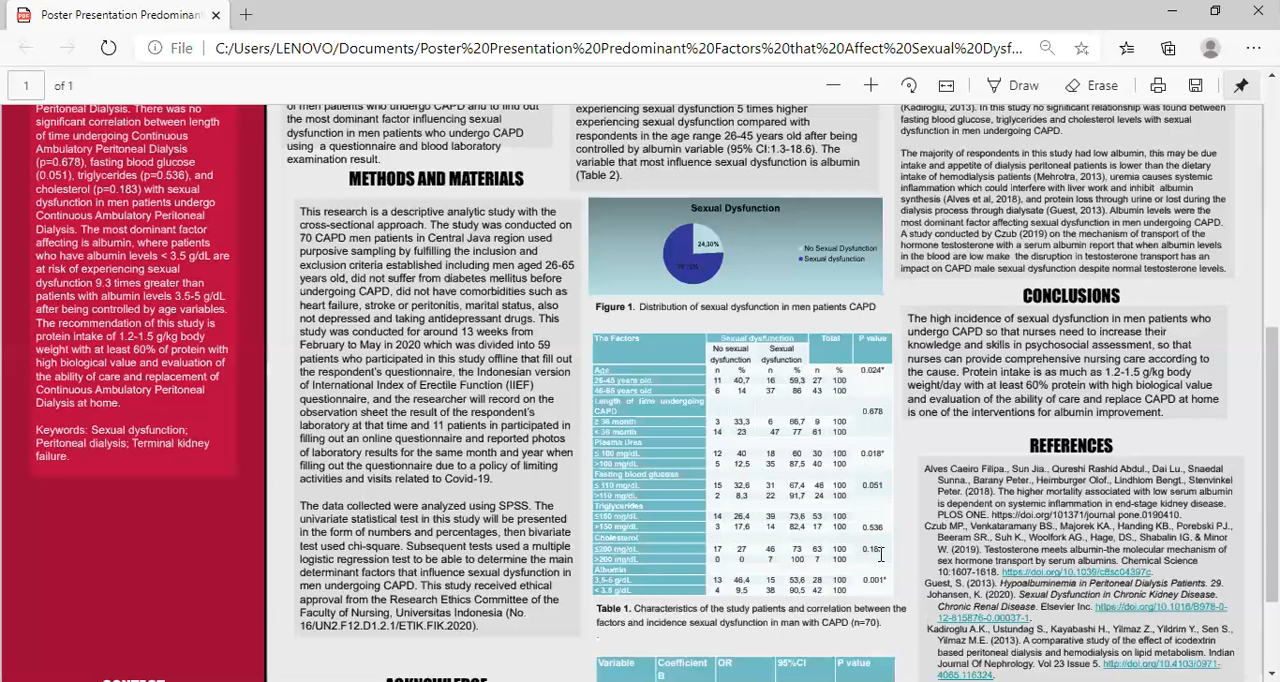 Poster Presentation Predominant
File
C:/Users/LENOVO/Documents/Poster%20Presentation%20Predominant%20Factors%20that%20Affect%20Sexual%20Dysf...
1 of 1
Draw
Erase
Peritoneal Dialysis. There was no
significant correlation between length
of time undergoing Continuous
Ambulatory Peritoneal Dialysis
(p=0.678), fasting blood glucose
(0.051), triglycerides (p=0.536), and
cholesterol (p=0.183) with sexual
dysfunction in men patients undergo
Continuous Ambulatory Peritoneal
Dialysis. The most dominant factor
affecting is albumin, where patients
who have albumin levels < 3.5 g/dL are
at risk of experiencing sexual
dysfunction 9.3 times greater than
patients with albumin levels 3.5-5 g/dL
after being controlled by age variables.
The recommendation of this study is
protein intake of 1.2-1.5 g/kg body
weight with at least 60% of protein with
high biological value and evaluation of
the ability of care and replacement of
Continuous Ambulatory Peritoneal
Dialysis at home.
Keywords: Sexual dysfunction;
Peritoneal dialysis; Terminal kidney
failure.
of men patients who undergo CAPD and to find out
the most dominant factor influencing sexual
dysfunction in men patients who undergo CAPD
using a questionnaire and blood laboratory
examination result.
METHODS AND MATERIALS
This research is a descriptive analytic study with the
cross-sectional approach. The study was conducted on
70 CAPD men patients in Central Java region used
purposive sampling by fulfilling the inclusion and
exclusion criteria established including men aged 26-65
years old, did not suffer from diabetes mellitus before
undergoing CAPD, did not have comorbidities such as
heart failure, stroke or peritonitis, marital status, also
not depressed and taking antidepressant drugs. This
study was conducted for around 13 weeks from
February to May in 2020 which was divided into 59
patients who participated in this study offline that fill out
the respondent's questionnaire, the Indonesian version
of International Index of Erectile Function (IIEF)
questionnaire, and the researcher will record on the
observation sheet the result of the respondent's
laboratory at that time and 11 patients in participated in
filling out an online questionnaire and reported photos
of laboratory results for the same month and year when
filling out the questionnaire due to a policy of limiting
activities and visits related to Covid-19.
The data collected were analyzed using SPSS. The
univariate statistical test in this study will be presented
in the form of numbers and percentages, then bivariate
test used chi-square. Subsequent tests used a multiple
logistic regression test to be able to determine the main
determinant factors that influence sexual dysfunction in
men undergoing CAPD. This study received ethical
approval from the Research Ethics Committee of the
Faculty of Nursing, Universitas Indonesia (No.
16/UN2.F12.D1.2.1/ETIK.FIK.2020).
experiencing sexual dysfunction 5 times higher
compared with
respondents in the age range 26-45 years old after being
controlled by albumin variable (95% CI:1.3-18.6). The
variable that most influence sexual dysfunction is albumin
(Table 2).
Sexual Dysfunction
24,30%
No Sexual Dysfunction
Sexual dysfunction
Figure 1. Distribution of sexual dysfunction in men patients CAPD
The Factors Sexual dysfunction Total P value
No sexual dysfunction Sexual dysfunction
n % n % n %
Age 0.024*
26-45 years old 11 40,7 16 59,3 27 100
46-65 years old 6 14 37 86 43 100
Length of time undergoing
CAPD 0.678
≥ 36 month 3 33,3 6 66,7 9 100
< 36 month 14 23 47 77 61 100
Plasma Urea
≤ 100 mg/dL 12 40 18 60 30 100 0.018*
>100 mg/dL 5 12,5 35 87,5 40 100
Fasting blood glucose
≤ 110 mg/dL 15 32,6 31 67,4 46 100 0.051
>110 mg/dL 2 8,3 22 91,7 24 100
Triglycerides
≤150 mg/dL 14 26,4 39 73,6 53 100
>150 mg/dL 3 17,6 14 82,4 17 100 0.536
Cholesterol
≤200 mg/dL 17 27 46 73 63 100
>200 mg/dL 0 0 7 100 7 100
Albumin
3,5-5 g/dL 13 46,4 15 53,6 28 100 0.001*
< 3.5 g/dL 4 9,5 38 90,5 42 100
Table 1. Characteristics of the study patients and correlation between the
factors and incidence sexual dysfunction in man with CAPD (n=70).
Variable Coefficient B OR 95%CI P value
(Kadiroglu, 2013). In this study no significant relationship was found between
fasting blood glucose, triglycerides and cholesterol levels with sexual
dysfunction in men undergoing CAPD.
The majority of respondents in this study had low albumin, this may be due
intake and appetite of dialysis peritoneal patients is lower than the dietary
intake of hemodialysis patients (Mehrotra, 2013), uremia causes systemic
inflammation which could interfere with liver work and inhibit albumin
synthesis (Alves et al, 2018), and protein loss through urine or lost during the
dialysis process through dialysate (Guest, 2013). Albumin levels were the
most dominant factor affecting sexual dysfunction in men undergoing CAPD.
A study conducted by Czub (2019) on the mechanism of transport of the
hormone testosterone with a serum albumin report that when albumin levels
in the blood are low make the disruption in testosterone transport has an
impact on CAPD male sexual dysfunction despite normal testosterone levels.
CONCLUSIONS
The high incidence of sexual dysfunction in men who
undergo CAPD so that nurses need to increase their
knowledge and skills in psychosocial assessment, so that
nurses can provide comprehensive nursing care according to
the cause. Protein intake is as much as 1.2-1.5 g/kg body
weight/day with at least 60% protein with high biological value
and evaluation of the ability of care and replace CAPD at home
is one of the interventions for albumin improvement.
REFERENCES
Alves Caeiro Filipa., Sun Jia., Qureshi Rashid Abdul., Dai Lu., Snaedal
Sunna., Barany Peter., Heimburger Olof., Lindhlom Bengt., Stenvinkel
Peter. (2018). The higher mortality associated with low serum albumin
is dependent on systemic inflammation in end-stage kidney disease.
PLOS ONE. https://doi.org/101371/journal pone.0190410.
Czub MP., Venkataramany BS., Majorek KA., Handing KB., Porebski PJ.,
Beeram SR., Suh K., Woolfork AG., Hage, DS., Shabalin IG., & Minor
W. (2019). Testosterone meets albumin-the molecular mechanism of
sex hormone transport by serum albumins. Chemical Science
10:1607-1618. https://doi.org/10.1039/c8sc04397c.
Guest, S. (2013). Hypoalbuminemia in Peritoneal Dialysis Patients. 29.
Johansen, K. (2020). Sexual Dysfunction in Chronic Kidney Disease.
Chronic Renal Disease. Elsevier Inc. https://doi.org/10.1016/B978-0-
12-815876-0.00037-1.
Kadiroglu A.K., Ustundag S., Kayabashi H., Yilmaz Z., Yildrim Y., Sen S.,
Yilmaz M.E. (2013). A comparative study of the effect of icodextrin
based peritoneal dialysis and hemodialysis on lipid metabolism. Indian
Journal Of Nephrology. Vol 23 Issue 5. http://doi.org/10.4103/0971-
4065.116324.